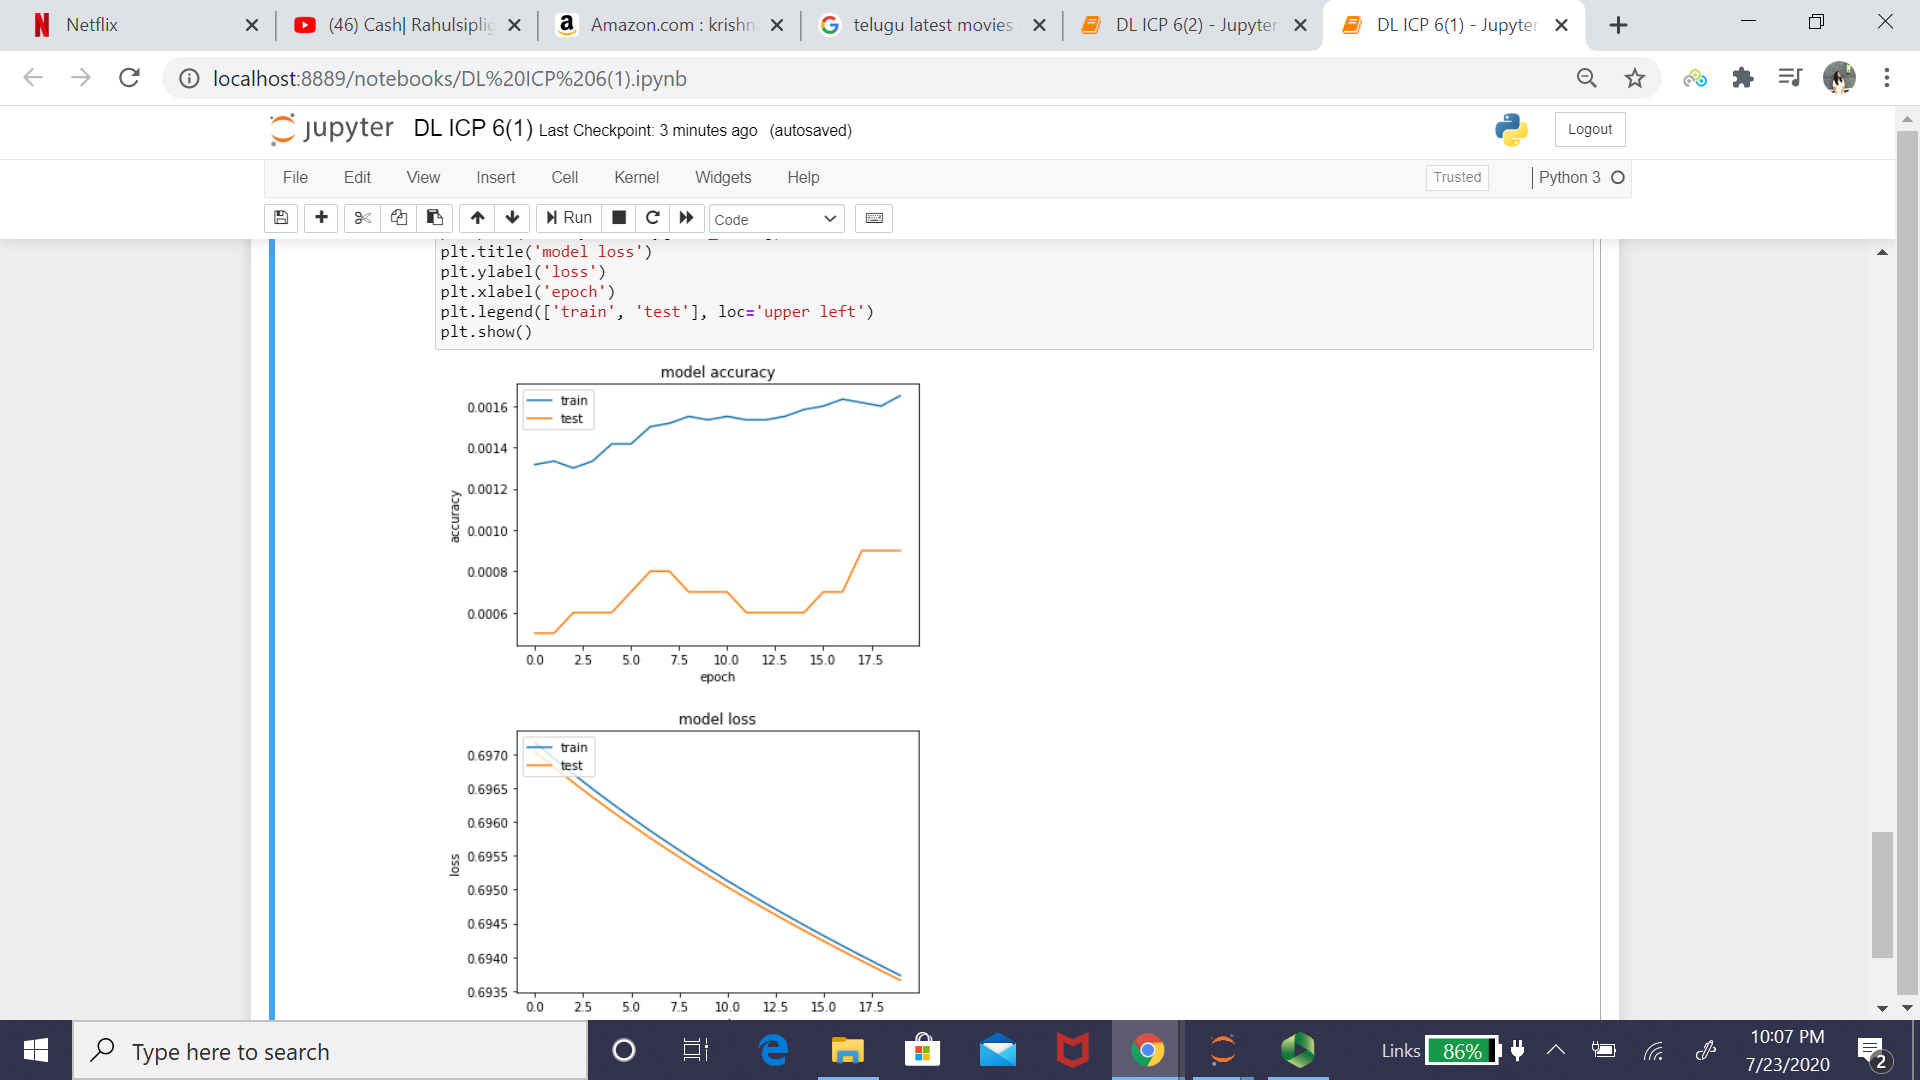 Netflix
(46) Cash| Rahulsiplig
Amazon.com : krishn
telugu latest movies
DL ICP 6(2) - Jupyter
DL ICP 6(1) - Jupyter
localhost:8889/notebooks/DL%20ICP%206(1).ipynb
jupyter DL ICP 6(1) Last Checkpoint: 3 minutes ago (autosaved)
Logout
File Edit View Insert Cell Kernel Widgets Help
Trusted
Python 3
Run
Code
plt.title('model loss')
plt.ylabel('loss')
plt.xlabel('epoch')
plt.legend(['train', 'test'], loc='upper left')
plt.show()
model accuracy
train
test
0.0016
0.0014
0.0012
0.0010
0.0008
0.0006
accuracy
0.0 2.5 5.0 7.5 10.0 12.5 15.0 17.5
epoch
model loss
train
test
0.6970
0.6965
0.6960
0.6955
0.6950
0.6945
0.6940
0.6935
loss
0.0 2.5 5.0 7.5 10.0 12.5 15.0 17.5
Type here to search
Links
86%
10:07 PM
7/23/2020
2